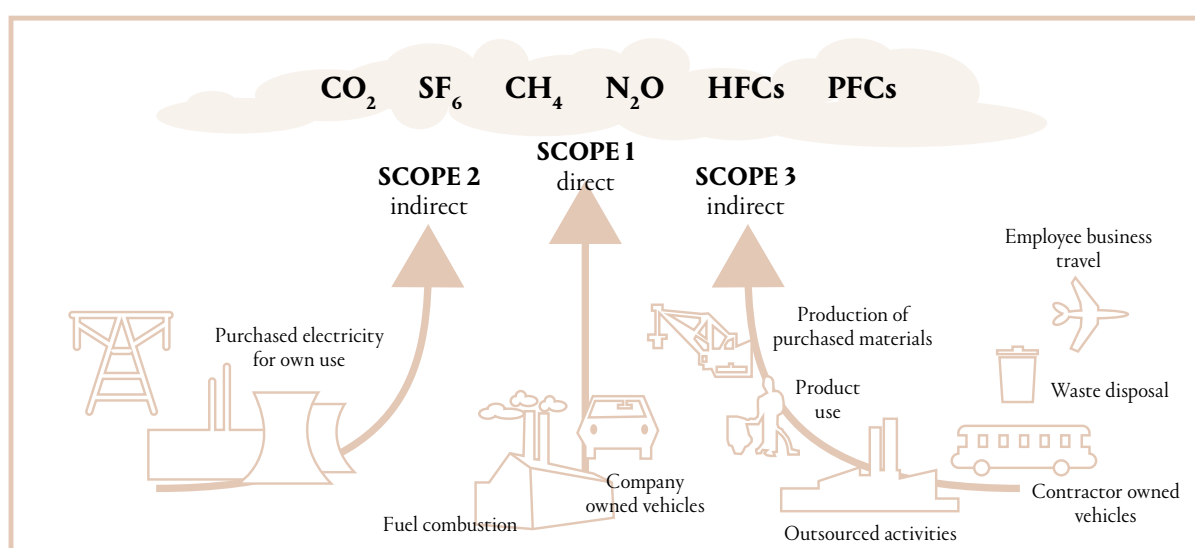 CO₂ SF₆ CH₄ N₂O HFCs PFCs
SCOPE 1
direct
SCOPE 2
indirect
SCOPE 3
indirect
Employee business
travel
Purchased electricity
for own use
Production of
purchased materials
Product
use
Waste disposal
Fuel combustion
Company
owned vehicles
Outsourced activities
Contractor owned
vehicles